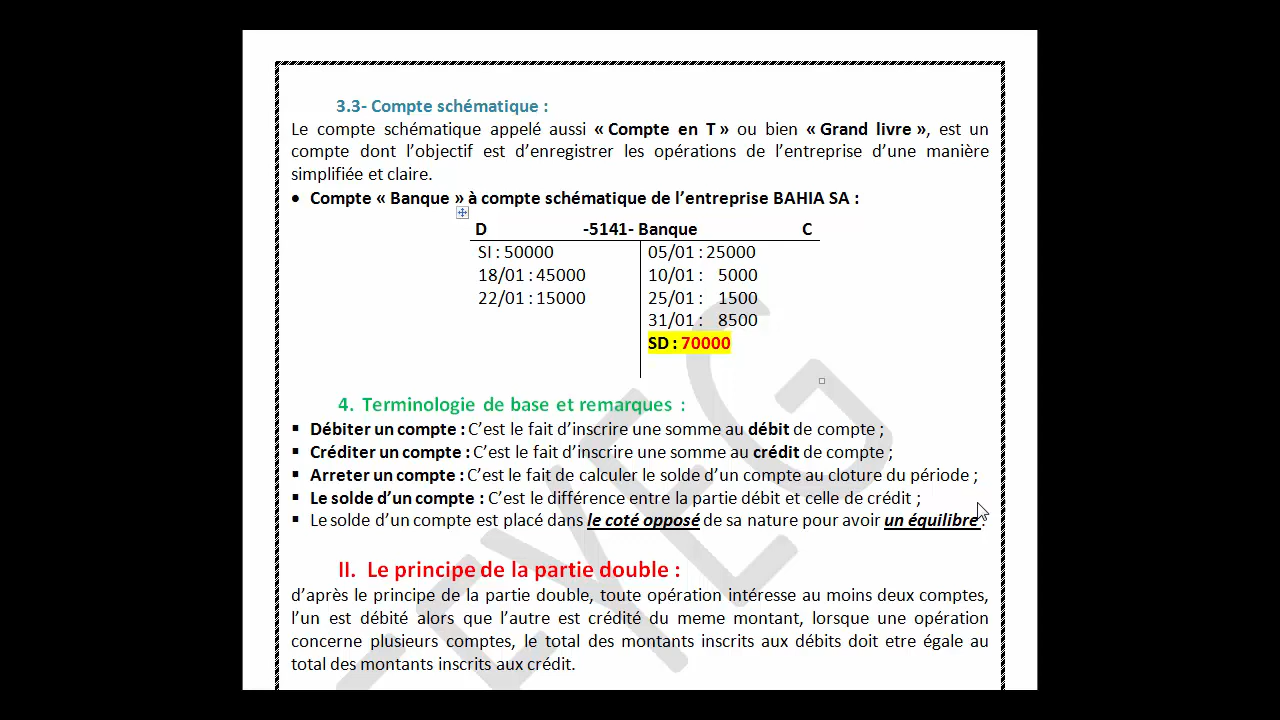 3.3- Compte schématique :
Le compte schématique appelé aussi « Compte en T » ou bien « Grand livre », est un
compte dont l’objectif est d’enregistrer les opérations de l’entreprise d’une manière
simplifiée et claire.
• Compte « Banque » à compte schématique de l’entreprise BAHIA SA :
D -5141- Banque C
SI : 50000 05/01 : 25000
18/01 : 45000 10/01 : 5000
22/01 : 15000 25/01 : 1500
31/01 : 8500
SD : 70000
4. Terminologie de base et remarques :
▪ Débiter un compte : C’est le fait d’inscrire une somme au débit de compte ;
▪ Créditer un compte : C’est le fait d’inscrire une somme au crédit de compte ;
▪ Arreter un compte : C’est le fait de calculer le solde d’un compte au cloture du période ;
▪ Le solde d’un compte : C’est le différence entre la partie débit et celle de crédit ;
▪ Le solde d’un compte est placé dans le coté opposé de sa nature pour avoir un équilibre .
II. Le principe de la partie double :
d’après le principe de la partie double, toute opération intéresse au moins deux comptes,
l’un est débité alors que l’autre est crédité du meme montant, lorsque une opération
concerne plusieurs comptes, le total des montants inscrits aux débits doit etre égale au
total des montants inscrits aux crédit.